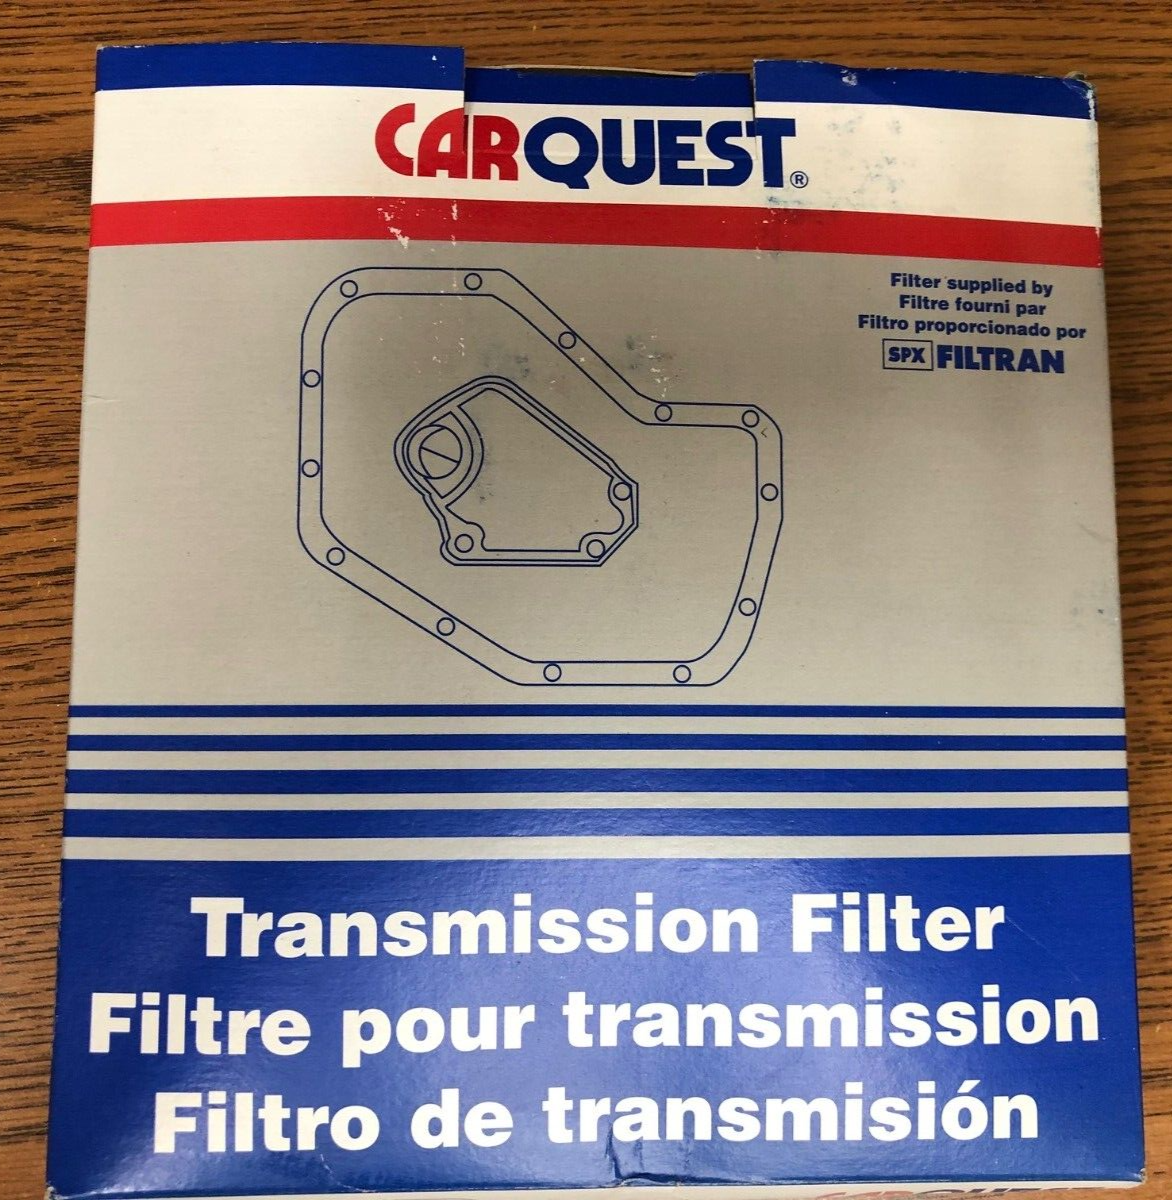 CARQUEST®
Filter supplied by
Filtre fourni par
Filtro proporcionado por
SPX FILTRAN
Transmission Filter
Filtre pour transmission
Filtro de transmisión
CARQUEST